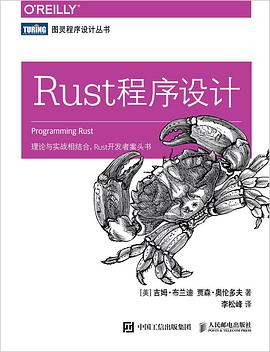 O'REILLY®
TURING 图灵程序设计丛书
Rust程序设计
Programming Rust
理论与实战相结合，Rust开发者案头书
[美] 吉姆·布兰迪 贾森·奥伦多夫 著
李松峰 译
中国工信出版集团 人民邮电出版社